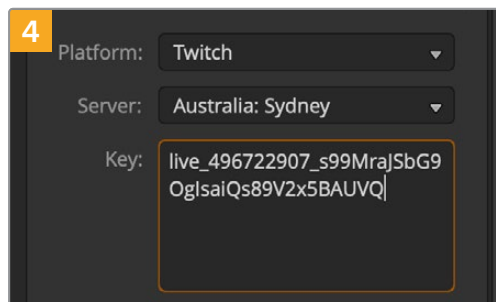 4
Platform: Twitch
Server: Australia: Sydney
Key: live_496722907_s99MraJSbG9
OgIsaiQs89V2x5BAUVQ